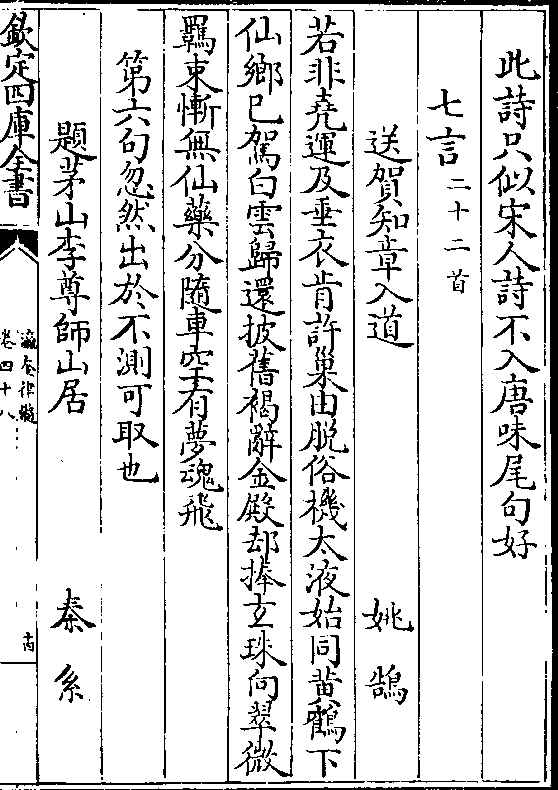 此詩只似宋人詩不入唐味尾句好
七言二十二首
送賀知章入道 姚鵠
若非堯運及垂衣肯許巢由脱俗機太液始同黄鶴下
仙鄉已駕白雲歸還披舊褐辭金殿却捧玄珠向翠微
羈束慚無仙藥分隨車空有夢魂飛
第六句忽然出於不測可取也
題茅山李尊師山居 秦系
欽定四庫全書
瀛奎律髓
卷四十八